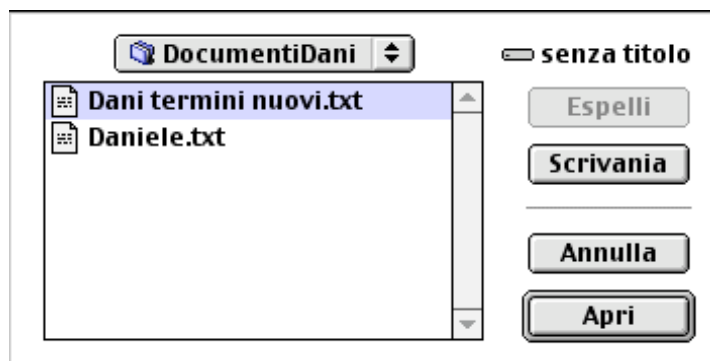 DocumentiDani
senza titolo
Dani termini nuovi.txt
Daniele.txt
Espelli
Scrivania
Annulla
Apri